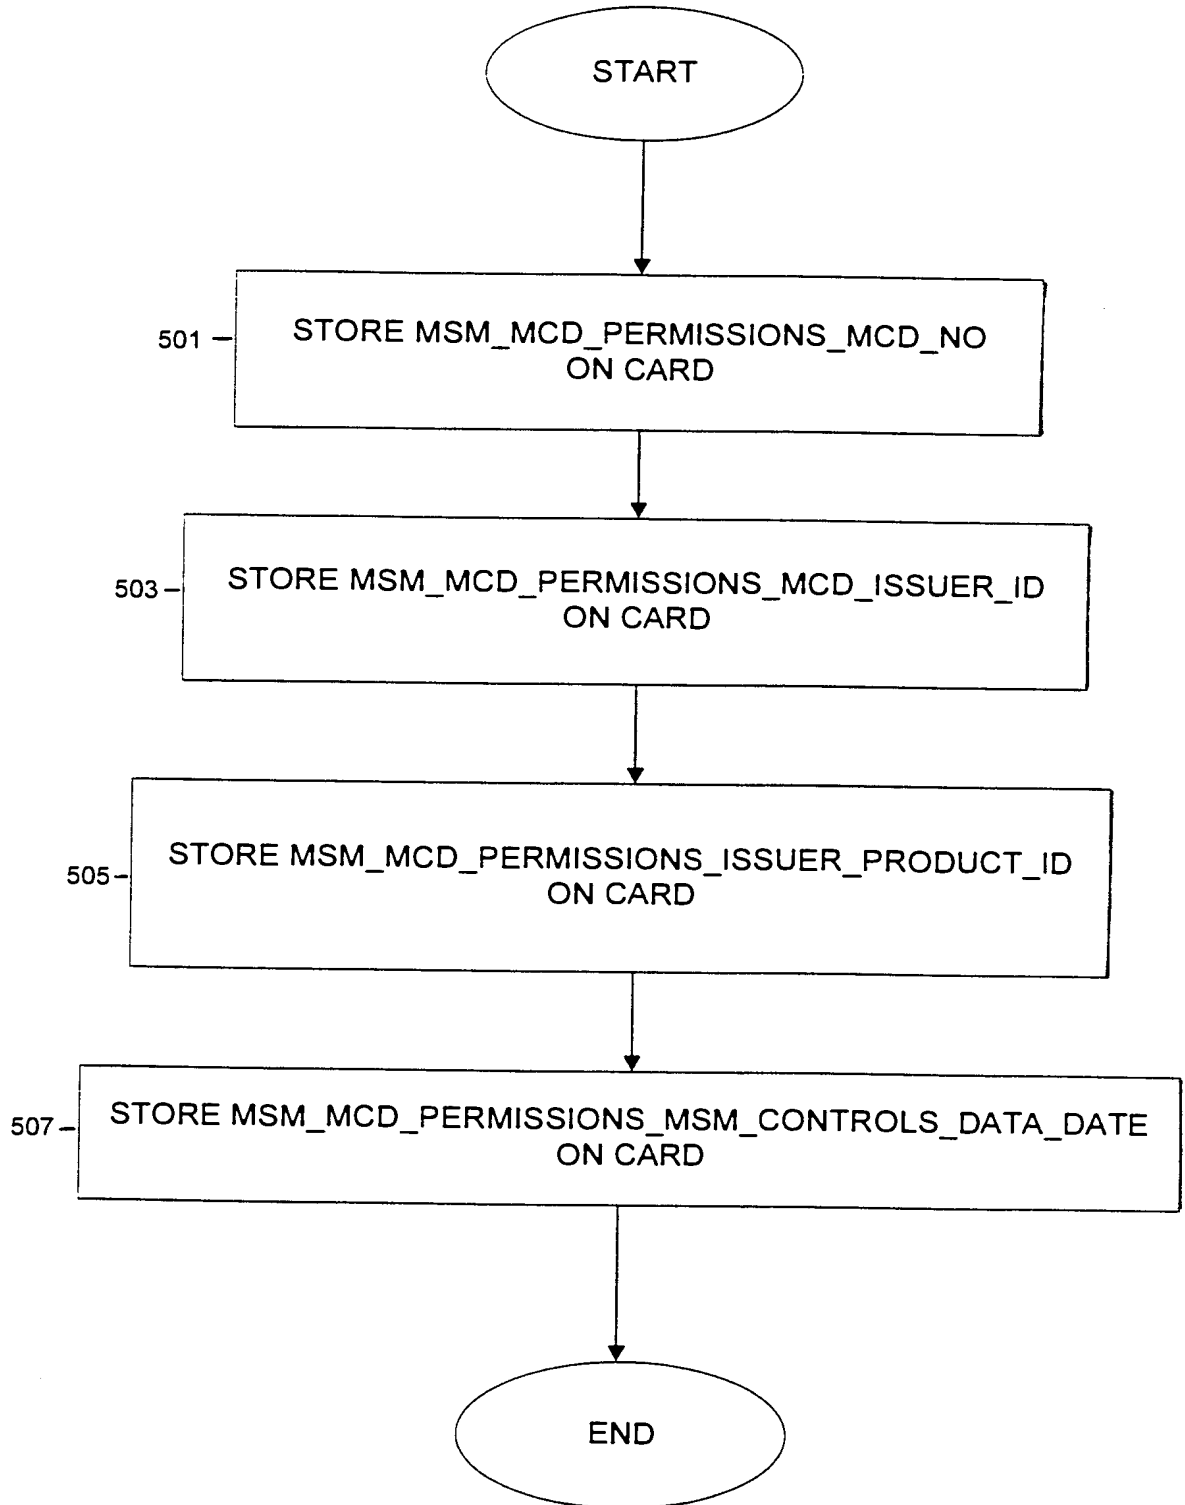 START
501
STORE MSM_MCD_PERMISSIONS_MCD_NO
ON CARD
503
STORE MSM_MCD_PERMISSIONS_MCD_ISSUER_ID
ON CARD
505
STORE MSM_MCD_PERMISSIONS_ISSUER_PRODUCT_ID
ON CARD
507
STORE MSM_MCD_PERMISSIONS_MSM_CONTROLS_DATA_DATE
ON CARD
END